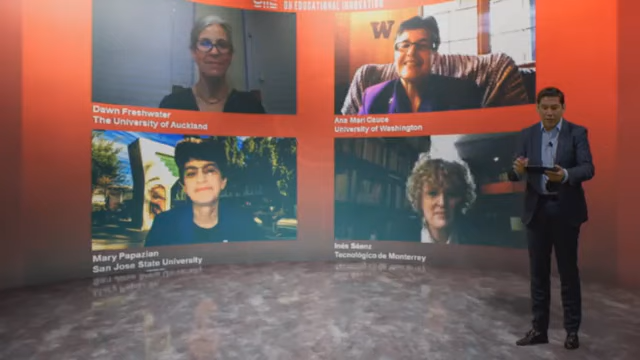 ON EDUCATIONAL INNOVATION
W
Dawn Freshwater
The University of Auckland
Ana Mari Cauce
University of Washington
Mary Papazian
San Jose State University
Inés Sáenz
Tecnológico de Monterrey